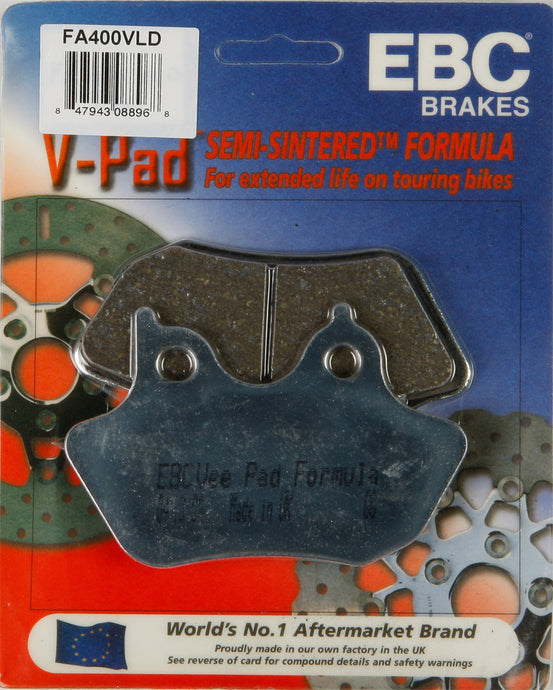 FA400VLD
8 47943 08896 8
EBC
BRAKES
V-Pad™ SEMI-SINTERED™ FORMULA
For extended life on touring bikes
EBC Vee Pad Formula
Made in UK GG
World's No.1 Aftermarket Brand
Proudly made in our own factory in the UK
See reverse of card for compound details and safety warnings